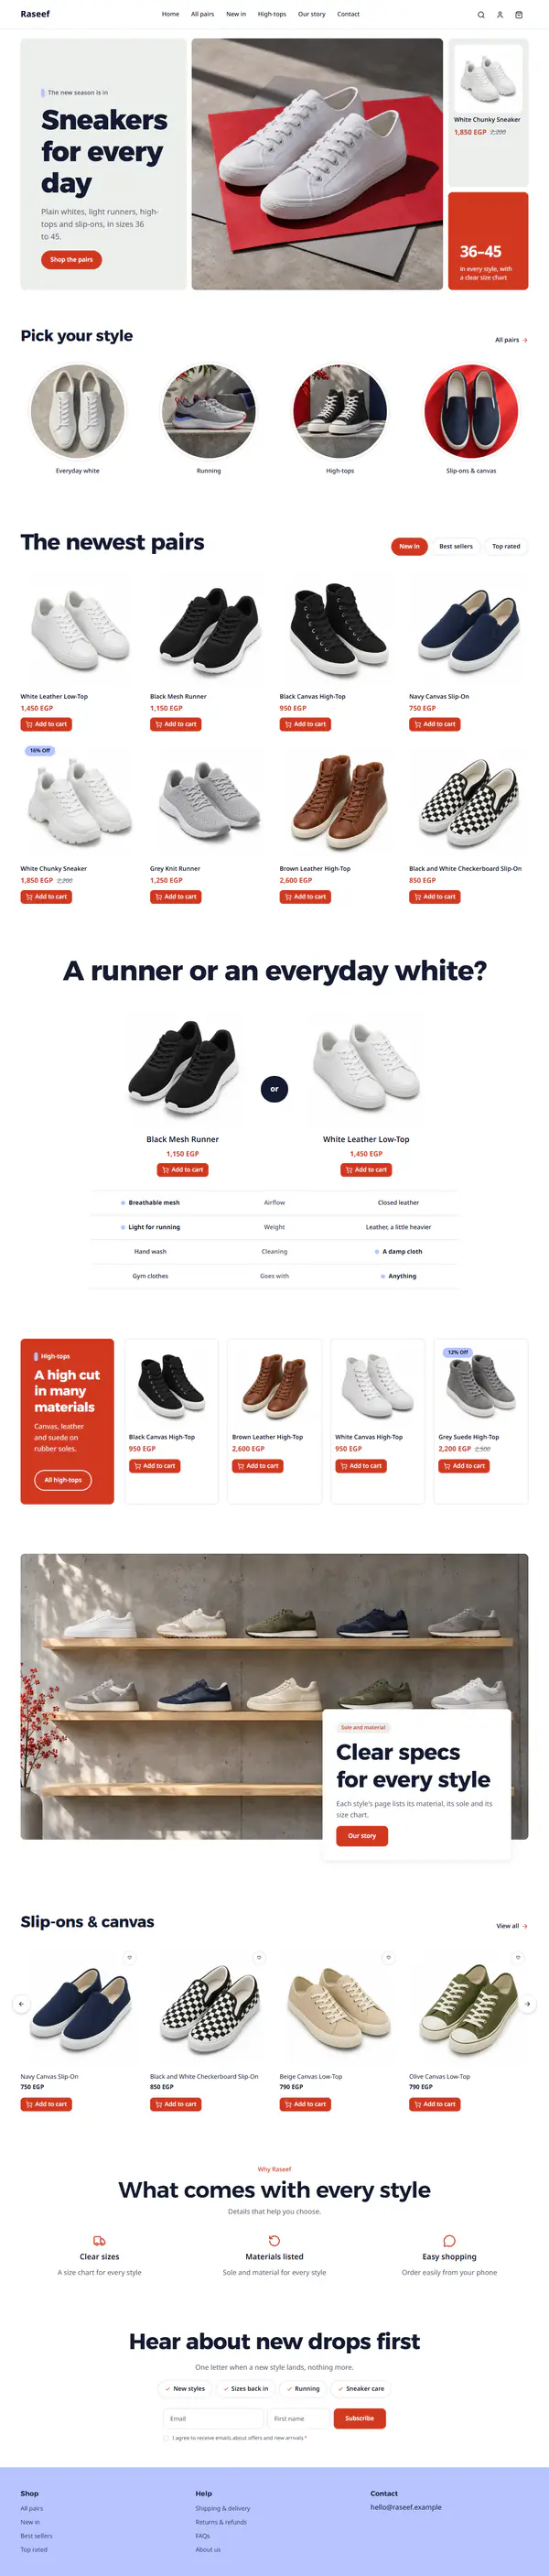 Raseef
Home
All pairs
New in
High-tops
Our story
Contact
The new season is in
Sneakers
for every
day
Plain whites, light runners, high-
tops and slip-ons, in sizes 36
to 45.
Shop the pairs
White Chunky Sneaker
1,850 EGP 2,200
36–45
In every style, with
a clear size chart
Pick your style
All pairs →
Everyday white
Running
High-tops
Slip-ons & canvas
The newest pairs
New in
Best sellers
Top rated
White Leather Low-Top
1,450 EGP
Add to cart
Black Mesh Runner
1,150 EGP
Add to cart
Black Canvas High-Top
950 EGP
Add to cart
Navy Canvas Slip-On
750 EGP
Add to cart
16% Off
White Chunky Sneaker
1,850 EGP 2,200
Add to cart
Grey Knit Runner
1,250 EGP
Add to cart
Brown Leather High-Top
2,600 EGP
Add to cart
Black and White Checkerboard Slip-On
850 EGP
Add to cart
A runner or an everyday white?
or
Black Mesh Runner
1,150 EGP
Add to cart
White Leather Low-Top
1,450 EGP
Add to cart
Breathable mesh Airflow Closed leather
Light for running Weight Leather, a little heavier
Hand wash Cleaning A damp cloth
Gym clothes Goes with Anything
High-tops
A high cut
in many
materials
Canvas, leather
and suede on
rubber soles.
All high-tops
Black Canvas High-Top
950 EGP
Add to cart
Brown Leather High-Top
2,600 EGP
Add to cart
White Canvas High-Top
950 EGP
Add to cart
12% Off
Grey Suede High-Top
2,200 EGP 2,500
Add to cart
Sole and material
Clear specs
for every style
Each style's page lists its material, its sole and its
size chart.
Our story
Slip-ons & canvas
View all →
Navy Canvas Slip-On
750 EGP
Add to cart
Black and White Checkerboard Slip-On
850 EGP
Add to cart
Beige Canvas Low-Top
790 EGP
Add to cart
Olive Canvas Low-Top
790 EGP
Add to cart
Why Raseef
What comes with every style
Details that help you choose.
Clear sizes
A size chart for every style
Materials listed
Sole and material for every style
Easy shopping
Order easily from your phone
Hear about new drops first
One letter when a new style lands, nothing more.
New styles
Sizes back in
Running
Sneaker care
Email
First name
Subscribe
I agree to receive emails about offers and new arrivals *
Shop
All pairs
New in
Best sellers
Top rated
Help
Shipping & delivery
Returns & refunds
FAQs
About us
Contact
hello@raseef.example